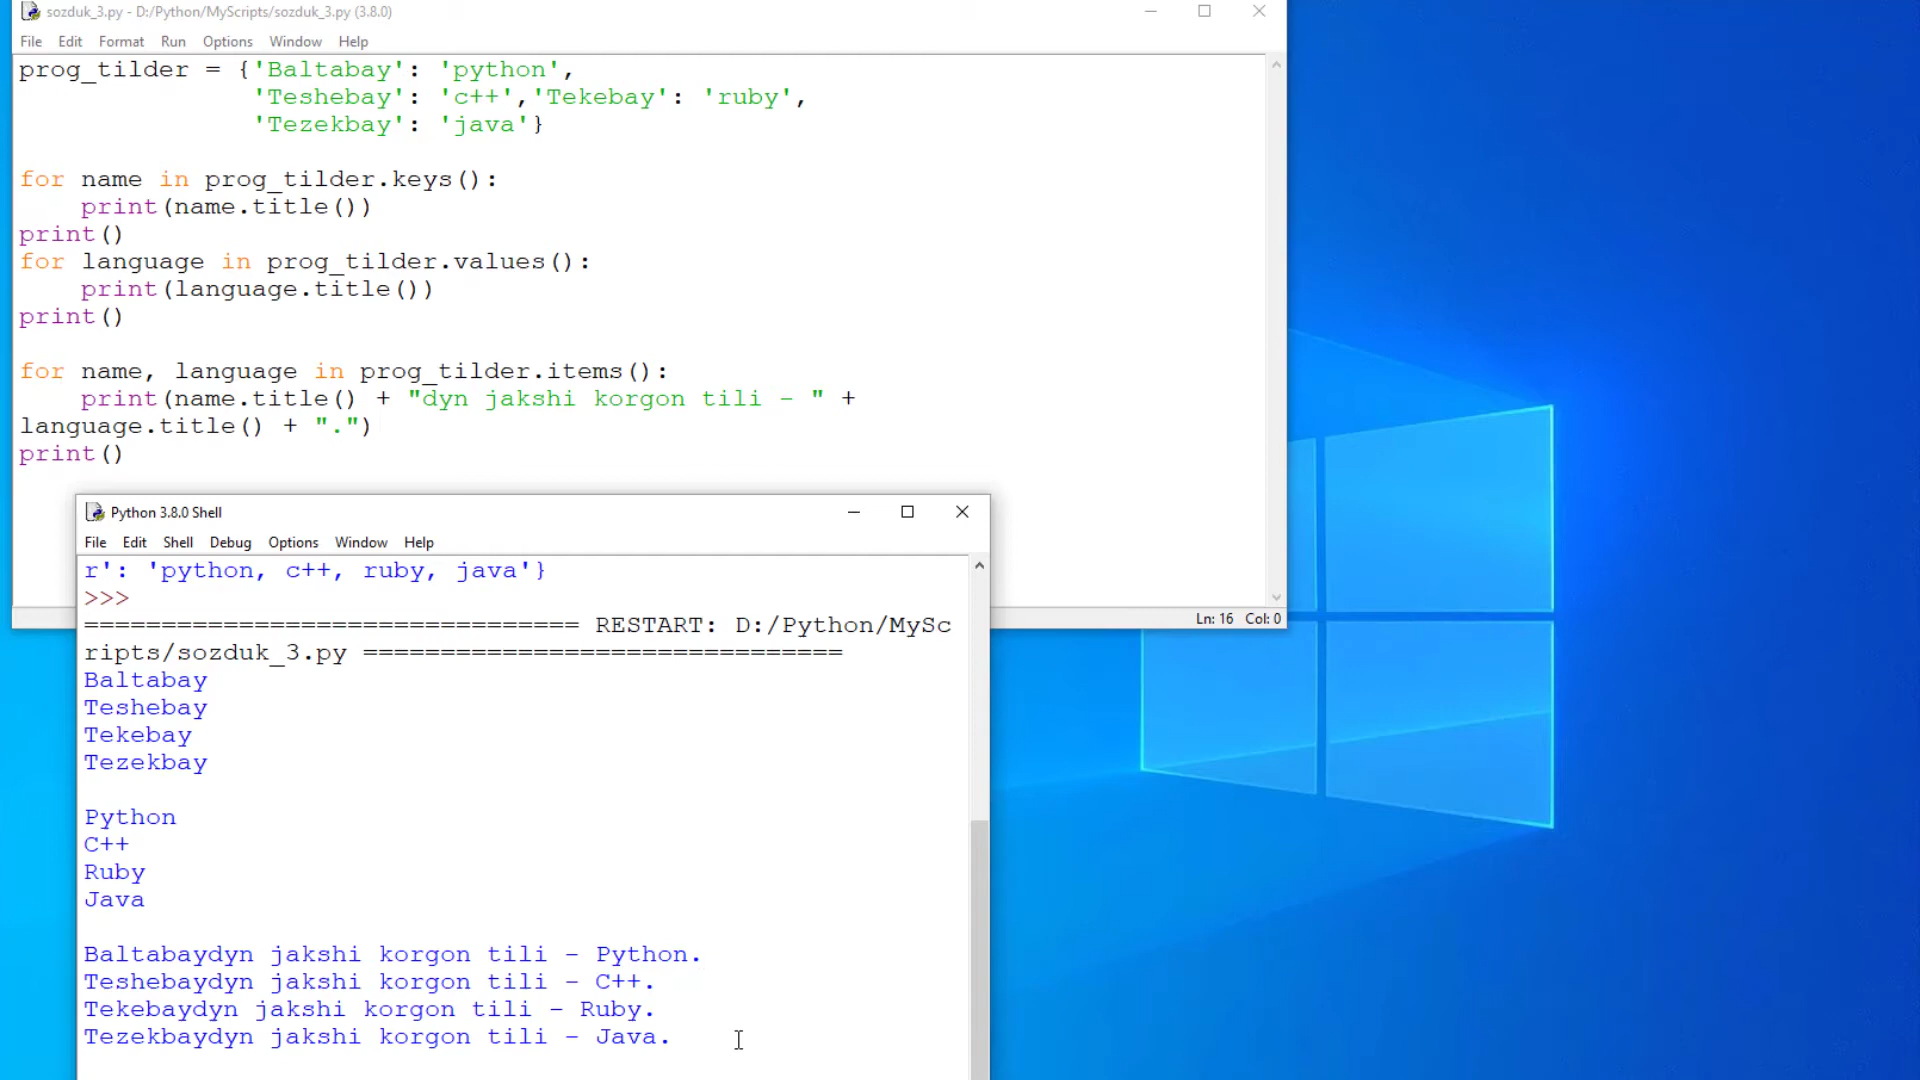 sozduk_3.py - D:/Python/MyScripts/sozduk_3.py (3.8.0)
File Edit Format Run Options Window Help
prog_tilder = {'Baltabay': 'python',
'Teshebay': 'c++','Tekebay': 'ruby',
'Tezekbay': 'java'}
for name in prog_tilder.keys():
print(name.title())
print()
for language in prog_tilder.values():
print(language.title())
print()
for name, language in prog_tilder.items():
print(name.title() + "dyn jakshi korgon tili - " +
language.title() + ".")
print()
Ln: 16 Col: 0
Python 3.8.0 Shell
File Edit Shell Debug Options Window Help
r': 'python, c++, ruby, java'}
>>>
================================ RESTART: D:/Python/MySc
ripts/sozduk_3.py ===============================
Baltabay
Teshebay
Tekebay
Tezekbay
Python
C++
Ruby
Java
Baltabaydyn jakshi korgon tili - Python.
Teshebaydyn jakshi korgon tili - C++.
Tekebaydyn jakshi korgon tili - Ruby.
Tezekbaydyn jakshi korgon tili - Java.